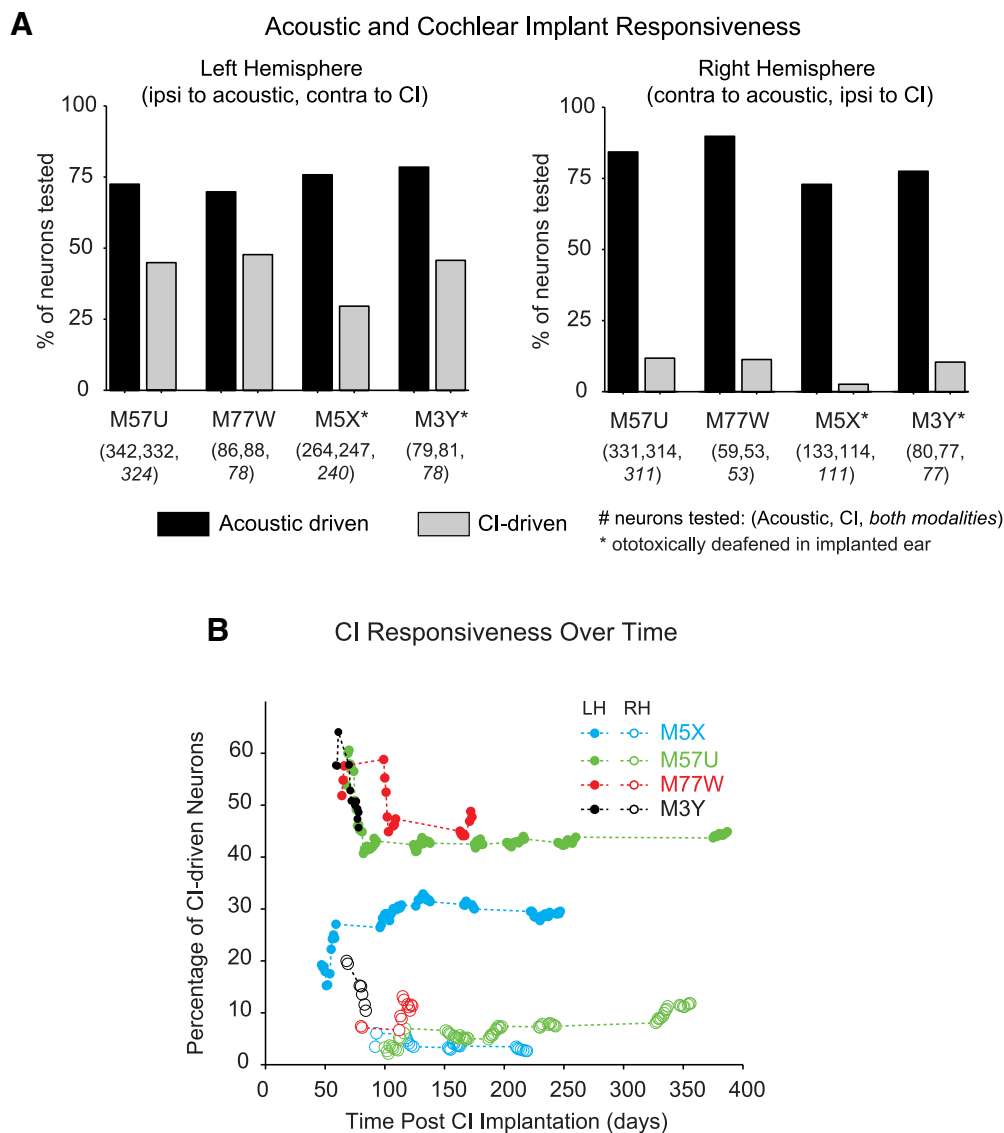 A
Acoustic and Cochlear Implant Responsiveness
Left Hemisphere
(ipsi to acoustic, contra to CI)
% of neurons tested
100
75
50
25
0
M57U M77W M5X* M3Y*
(342,332, (86,88, (264,247, (79,81,
324) 78) 240) 78)
Right Hemisphere
(contra to acoustic, ipsi to CI)
% of neurons tested
100
75
50
25
0
M57U M77W M5X* M3Y*
(331,314, (59,53, (133,114, (80,77,
311) 53) 111) 77)
Acoustic driven CI-driven
# neurons tested: (Acoustic, CI, both modalities)
* ototoxically deafened in implanted ear
B
CI Responsiveness Over Time
LH RH
M5X
M57U
M77W
M3Y
Percentage of CI-driven Neurons
60
50
40
30
20
10
0
0 50 100 150 200 250 300 350 400
Time Post CI Implantation (days)